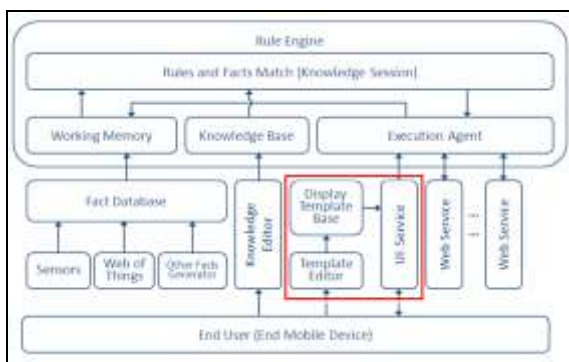 Rule Engine
Rules and Facts Match (Knowledge Session)
Working Memory
Knowledge Base
Execution Agent
Fact Database
Knowledge
Editor
Display
Template
Base
UI Service
Web Service
... ...
Web Service
Sensors
Web of
Things
Other Facts
Generator
Template
Editor
End User (End Mobile Device)